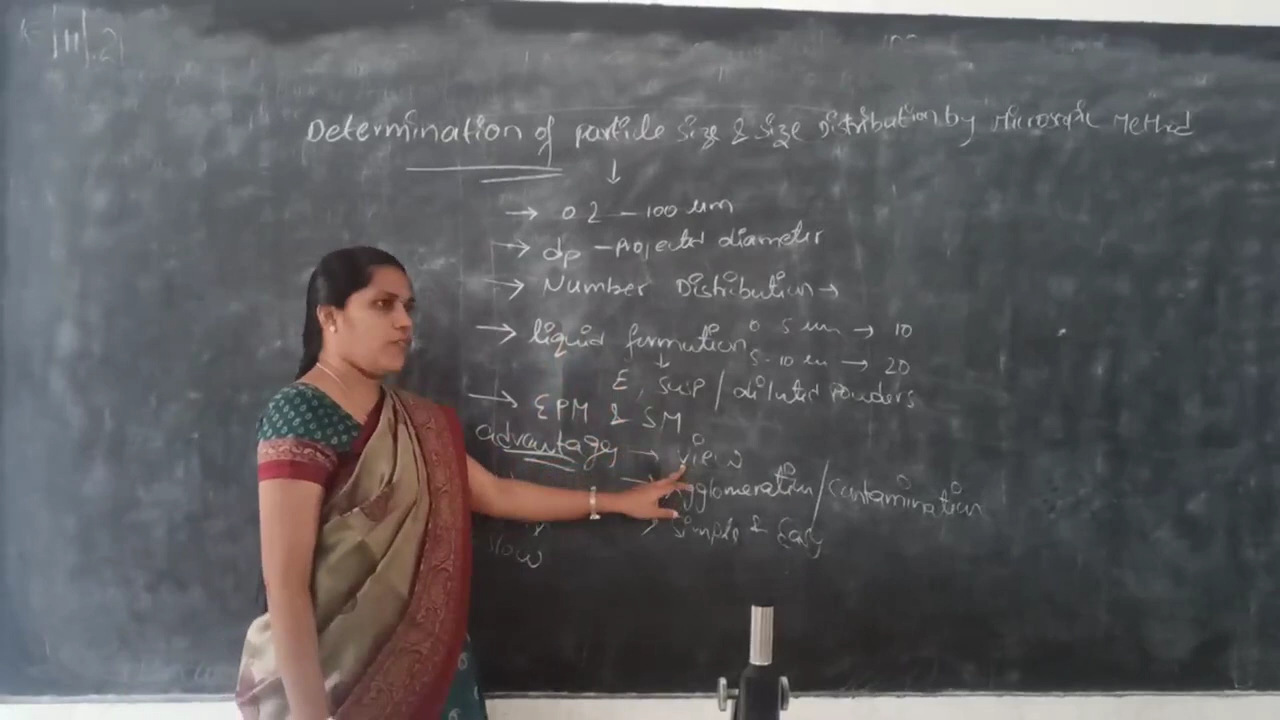 Determination of particle size & size Distribution by Microscopic Method
↓
→ 0 2 – 100 µm
→ dp – Projected diameter
→ Number Distribution →
→ liquid formution
0 5 µm → 10
5-10 µm → 20
↓
E, susp / diluted powders
→ EPM & SM
advantages → view
→ Agglomeration / contamination
→ Simple & Easy
slow